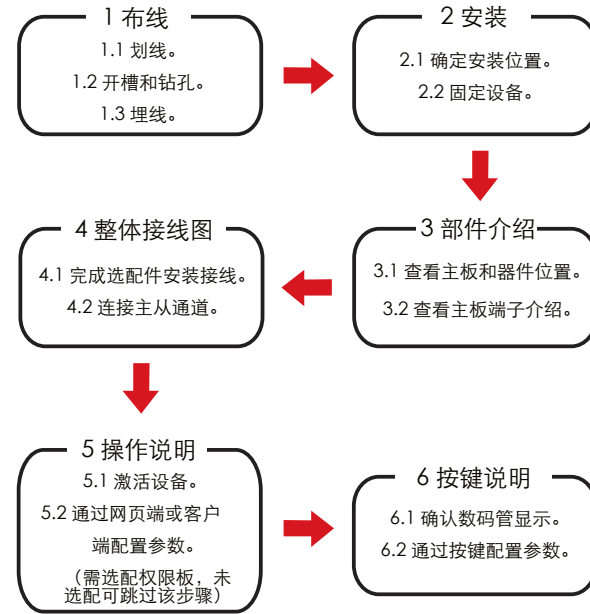 1 布线
1.1 划线。
1.2 开槽和钻孔。
1.3 埋线。
2 安装
2.1 确定安装位置。
2.2 固定设备。
3 部件介绍
3.1 查看主板和器件位置。
3.2 查看主板端子介绍。
4 整体接线图
4.1 完成选配件安装接线。
4.2 连接主从通道。
5 操作说明
5.1 激活设备。
5.2 通过网页端或客户
端配置参数。
（需选配权限板，未
选配可跳过该步骤）
6 按键说明
6.1 确认数码管显示。
6.2 通过按键配置参数。